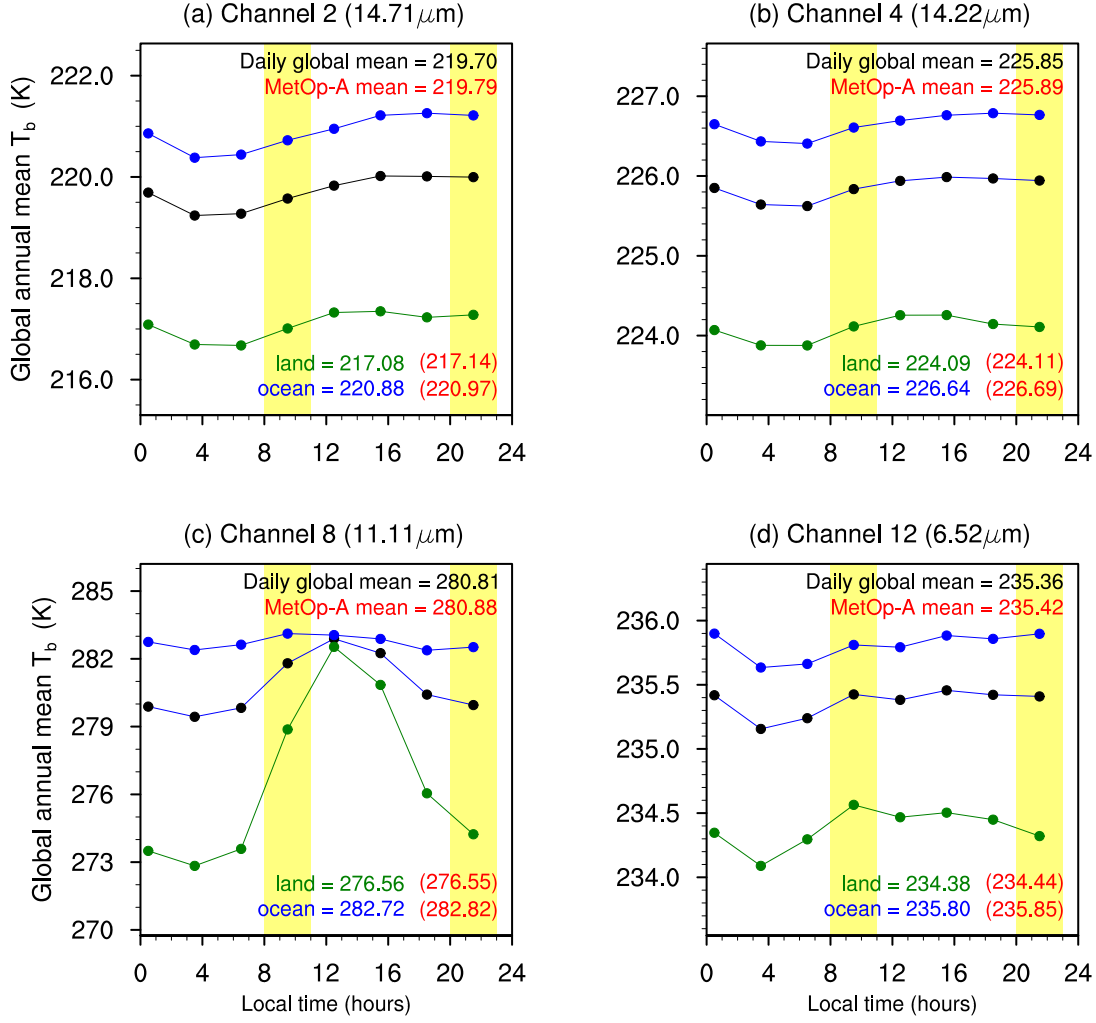 (a) Channel 2 (14.71μm)
Global annual mean T_b (K)
222.0
220.0
218.0
216.0
Daily global mean = 219.70
MetOp-A mean = 219.79
land = 217.08 (217.14)
ocean = 220.88 (220.97)
0 4 8 12 16 20 24
(b) Channel 4 (14.22μm)
227.0
226.0
225.0
224.0
Daily global mean = 225.85
MetOp-A mean = 225.89
land = 224.09 (224.11)
ocean = 226.64 (226.69)
0 4 8 12 16 20 24
(c) Channel 8 (11.11μm)
Global annual mean T_b (K)
285
282
279
276
273
270
Daily global mean = 280.81
MetOp-A mean = 280.88
land = 276.56 (276.55)
ocean = 282.72 (282.82)
0 4 8 12 16 20 24
Local time (hours)
(d) Channel 12 (6.52μm)
236.0
235.5
235.0
234.5
234.0
Daily global mean = 235.36
MetOp-A mean = 235.42
land = 234.38 (234.44)
ocean = 235.80 (235.85)
0 4 8 12 16 20 24
Local time (hours)